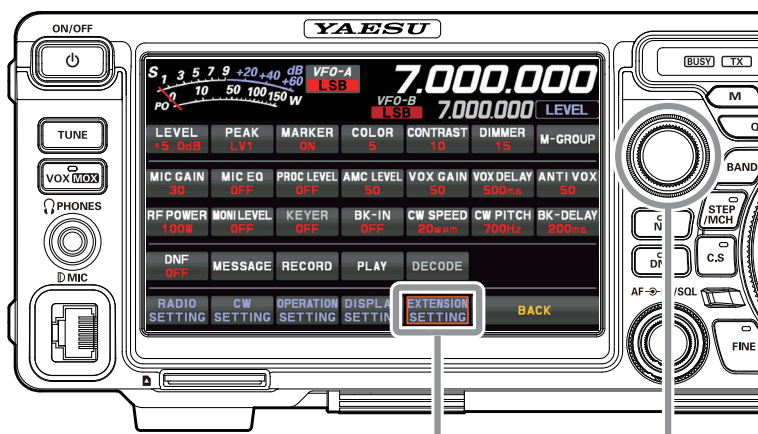 ON/OFF
YAESU
BUSY TX
S 1 3 5 7 9 +20 +40 +60 dB
VFO-A
LSB
7.000.000
PO 0 10 50 100 150 W
VFO-B
LSB
7.000.000
LEVEL
M
TUNE
LEVEL PEAK MARKER COLOR CONTRAST DIMMER M-GROUP
+5.0dB LV1 ON 5 10 15
BAND
VOX MOX
MIC GAIN MIC EQ PROC LEVEL AMC LEVEL VOX GAIN VOX DELAY ANTI VOX
30 OFF OFF 50 50 500ms 50
PHONES
RF POWER MONI LEVEL KEYER BK-IN CW SPEED CW PITCH BK-DELAY
100W OFF OFF OFF 20wpm 700Hz 200ms
STEP
/MCH
DNF MESSAGE RECORD PLAY DECODE
OFF
C.S
MIC
AF /SQL
RADIO CW OPERATION DISPLA EXTENSION BACK
SETTING SETTING SETTING SETTIN SETTING
FINE